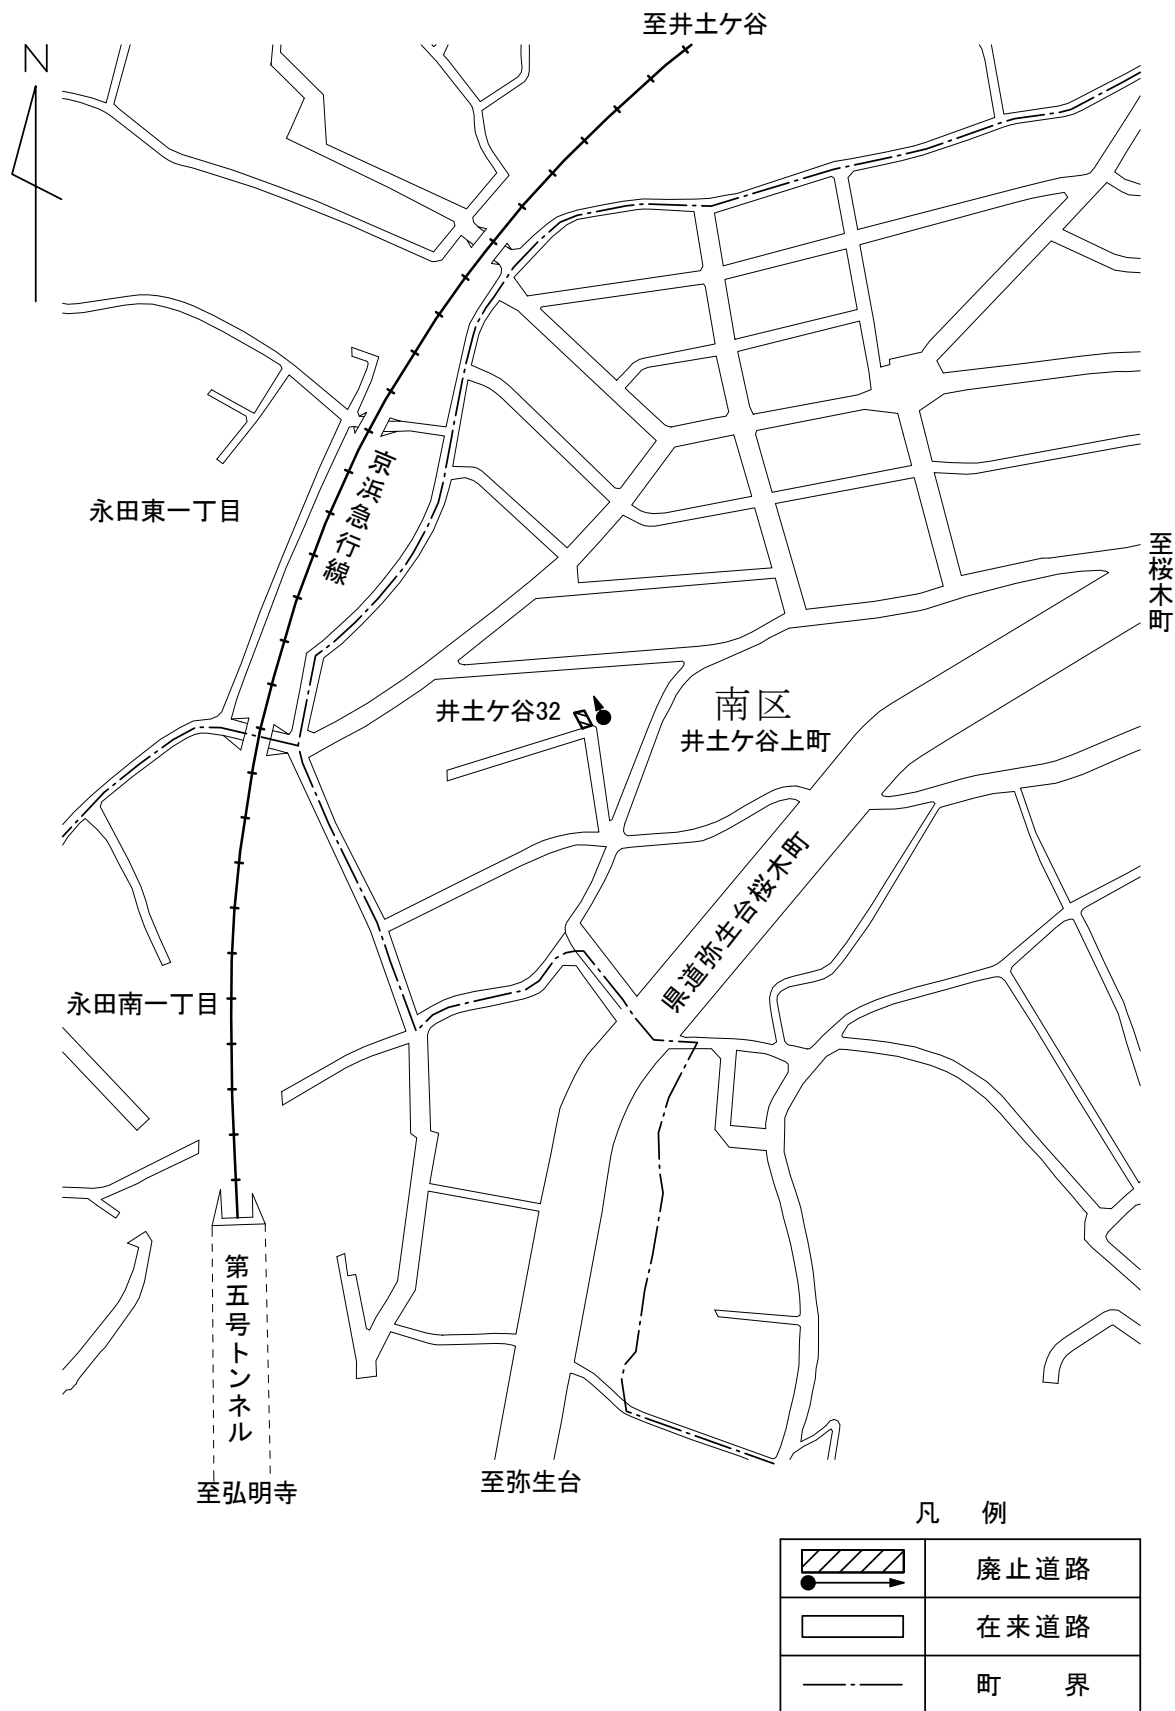 至井土ケ谷
N
京浜急行線
永田東一丁目
至桜木町
井土ケ谷32
南区
井土ケ谷上町
県道弥生台桜木町
永田南一丁目
第五号トンネル
至弘明寺
至弥生台
凡 例
廃止道路
在来道路
町 界